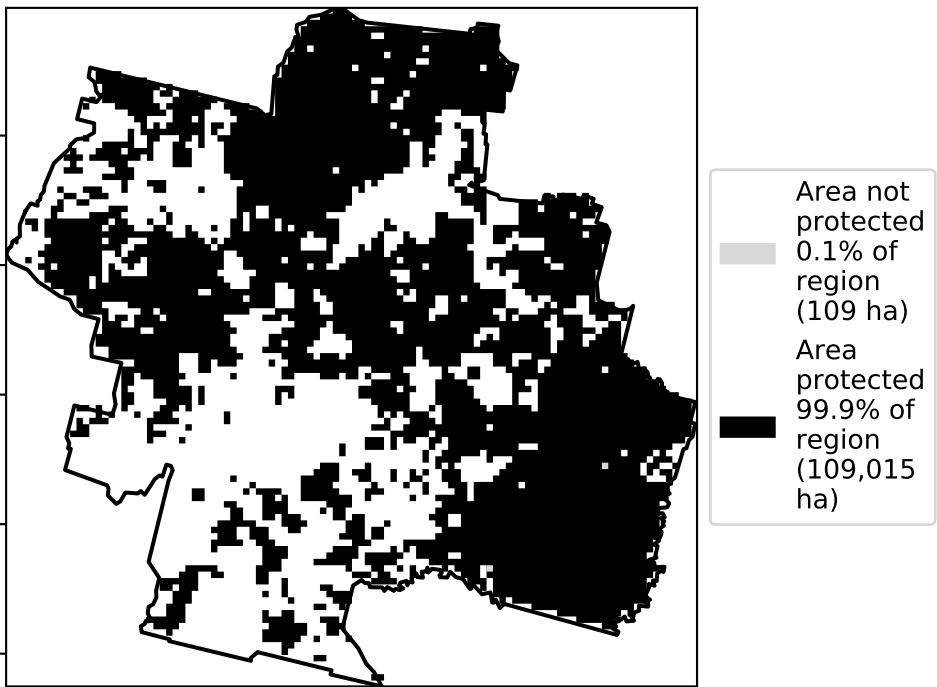 Area not
protected
0.1% of
region
(109 ha)
Area
protected
99.9% of
region
(109,015
ha)